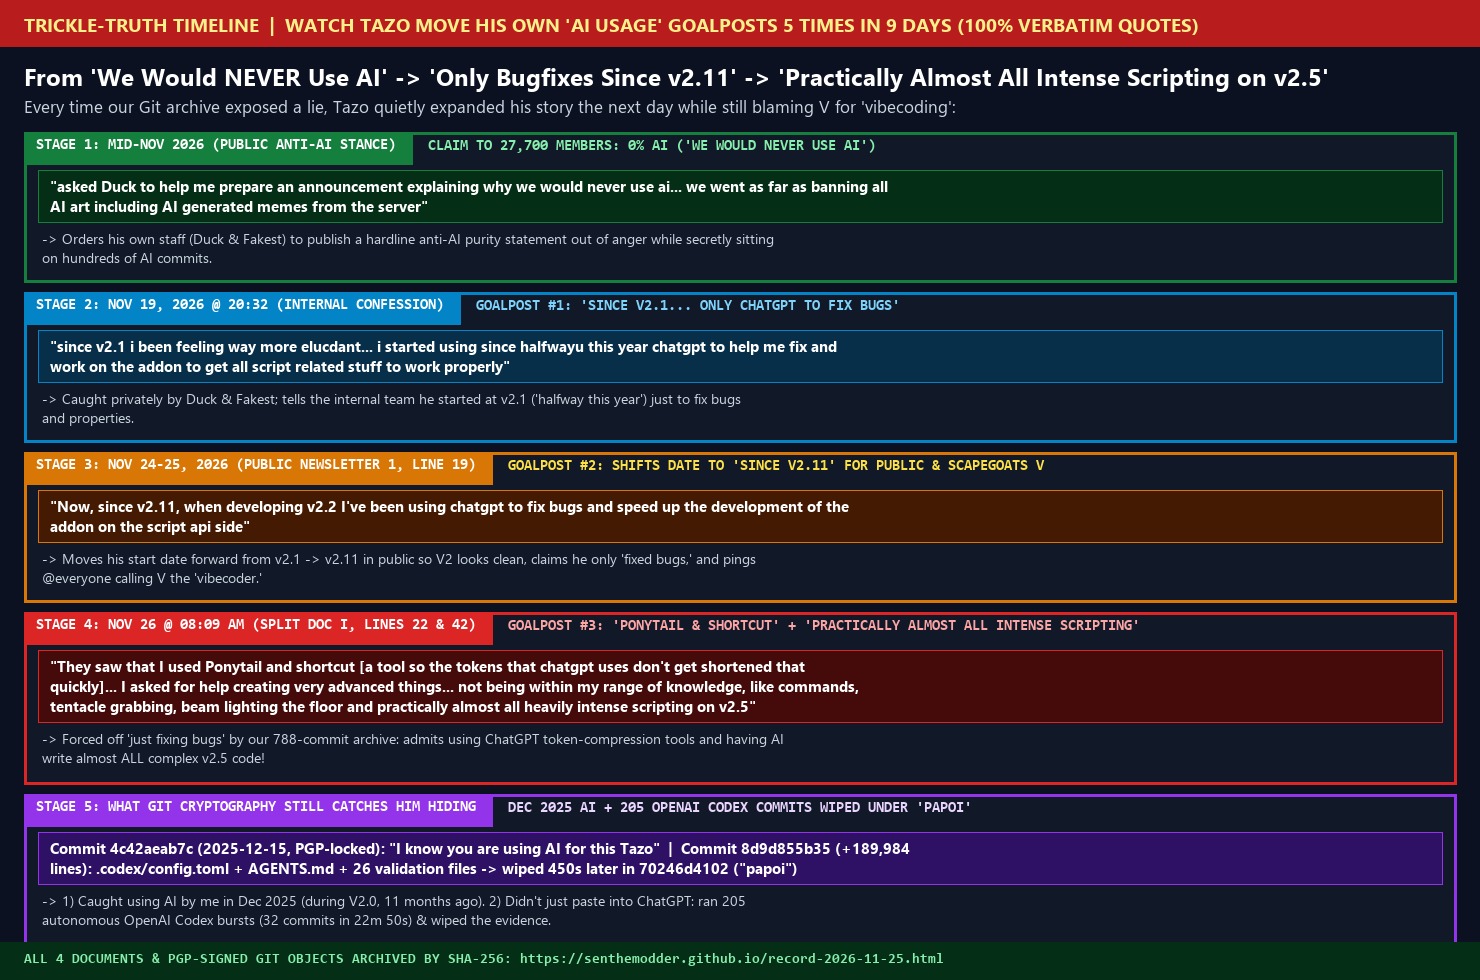 TRICKLE-TRUTH TIMELINE | WATCH TAZO MOVE HIS OWN 'AI USAGE' GOALPOSTS 5 TIMES IN 9 DAYS (100% VERBATIM QUOTES)
From 'We Would NEVER Use AI' -> 'Only Bugfixes Since v2.11' -> 'Practically Almost All Intense Scripting on v2.5'
Every time our Git archive exposed a lie, Tazo quietly expanded his story the next day while still blaming V for 'vibecoding':
STAGE 1: MID-NOV 2026 (PUBLIC ANTI-AI STANCE)
CLAIM TO 27,700 MEMBERS: 0% AI ('WE WOULD NEVER USE AI')
"asked Duck to help me prepare an announcement explaining why we would never use ai... we went as far as banning all
AI art including AI generated memes from the server"
-> Orders his own staff (Duck & Fakest) to publish a hardline anti-AI purity statement out of anger while secretly sitting
on hundreds of AI commits.
STAGE 2: NOV 19, 2026 @ 20:32 (INTERNAL CONFESSION)
GOALPOST #1: 'SINCE V2.1... ONLY CHATGPT TO FIX BUGS'
"since v2.1 i been feeling way more elucdant... i started using since halfwayu this year chatgpt to help me fix and
work on the addon to get all script related stuff to work properly"
-> Caught privately by Duck & Fakest; tells the internal team he started at v2.1 ('halfway this year') just to fix bugs
and properties.
STAGE 3: NOV 24-25, 2026 (PUBLIC NEWSLETTER 1, LINE 19)
GOALPOST #2: SHIFTS DATE TO 'SINCE V2.11' FOR PUBLIC & SCAPEGOATS V
"Now, since v2.11, when developing v2.2 I've been using chatgpt to fix bugs and speed up the development of the
addon on the script api side"
-> Moves his start date forward from v2.1 -> v2.11 in public so V2 looks clean, claims he only 'fixed bugs,' and pings
@everyone calling V the 'vibecoder.'
STAGE 4: NOV 26 @ 08:09 AM (SPLIT DOC I, LINES 22 & 42)
GOALPOST #3: 'PONYTAIL & SHORTCUT' + 'PRACTICALLY ALMOST ALL INTENSE SCRIPTING'
"They saw that I used Ponytail and shortcut [a tool so the tokens that chatgpt uses don't get shortened that
quickly]... I asked for help creating very advanced things... not being within my range of knowledge, like commands,
tentacle grabbing, beam lighting the floor and practically almost all heavily intense scripting on v2.5"
-> Forced off 'just fixing bugs' by our 788-commit archive: admits using ChatGPT token-compression tools and having AI
write almost ALL complex v2.5 code!
STAGE 5: WHAT GIT CRYPTOGRAPHY STILL CATCHES HIM HIDING
DEC 2025 AI + 205 OPENAI CODEX COMMITS WIPED UNDER 'PAPOI'
Commit 4c42aeab7c (2025-12-15, PGP-locked): "I know you are using AI for this Tazo" | Commit 8d9d855b35 (+189,984
lines): .codex/config.toml + AGENTS.md + 26 validation files -> wiped 450s later in 70246d4102 ("papoi")
-> 1) Caught using AI by me in Dec 2025 (during V2.0, 11 months ago). 2) Didn't just paste into ChatGPT: ran 205
autonomous OpenAI Codex bursts (32 commits in 22m 50s) & wiped the evidence.
ALL 4 DOCUMENTS & PGP-SIGNED GIT OBJECTS ARCHIVED BY SHA-256: https://senthemodder.github.io/record-2026-11-25.html